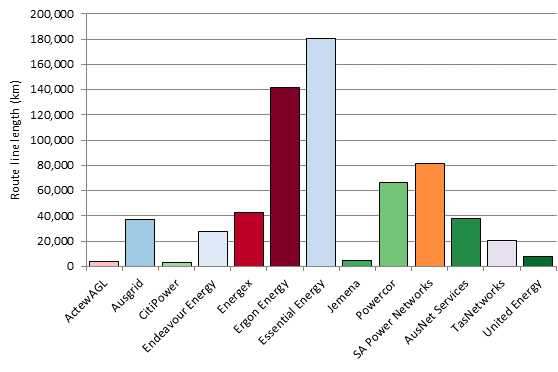 200,000
180,000
160,000
140,000
120,000
100,000
80,000
60,000
40,000
20,000
0
Route line length (km)
ActewAGL
Ausgrid
CitiPower
Endeavour Energy
Energex
Ergon Energy
Essential Energy
Jemena
Powercor
SA Power Networks
AusNet Services
TasNetworks
United Energy